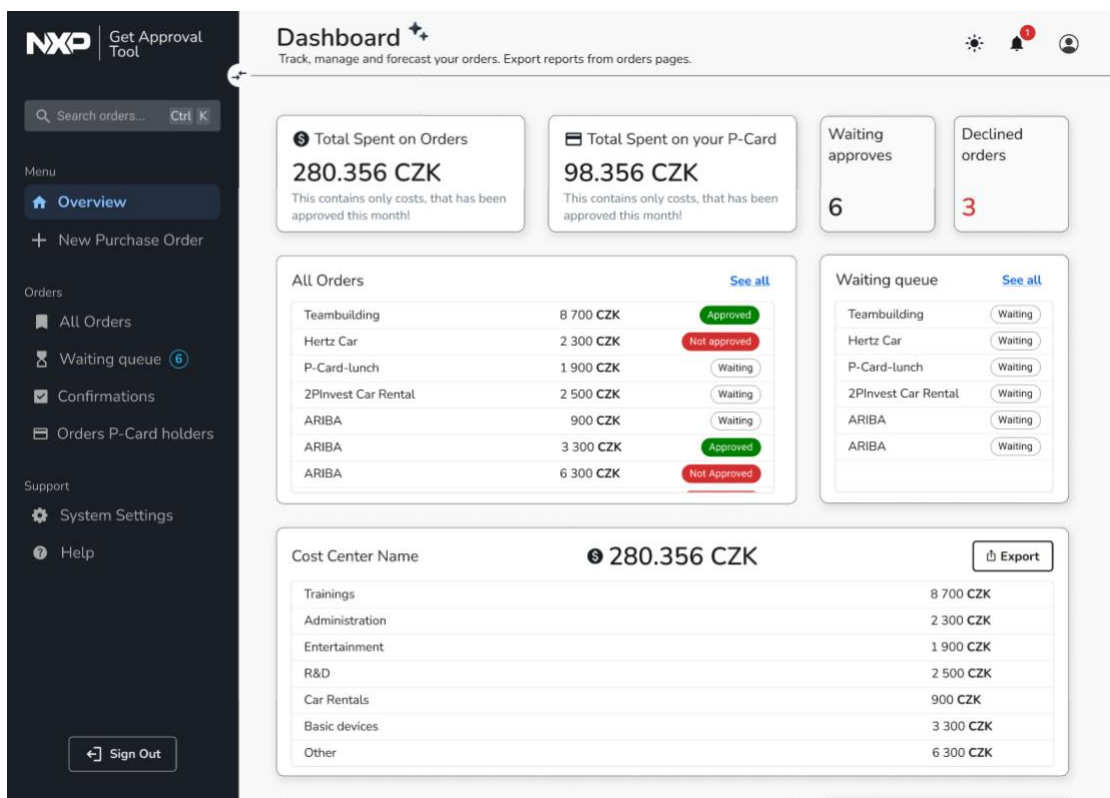 NXP
Get Approval
Tool
Search orders... Ctrl K
Menu
Overview
New Purchase Order
Orders
All Orders
Waiting queue 6
Confirmations
Orders P-Card holders
Support
System Settings
Help
Sign Out
Dashboard
Track, manage and forecast your orders. Export reports from orders pages.
1
Total Spent on Orders
280.356 CZK
This contains only costs, that has been
approved this month!
Total Spent on your P-Card
98.356 CZK
This contains only costs, that has been
approved this month!
Waiting
approves
6
Declined
orders
3
All Orders See all
Teambuilding 8 700 CZK Approved
Hertz Car 2 300 CZK Not approved
P-Card-lunch 1 900 CZK Waiting
2PInvest Car Rental 2 500 CZK Waiting
ARIBA 900 CZK Waiting
ARIBA 3 300 CZK Approved
ARIBA 6 300 CZK Not Approved
Waiting queue See all
Teambuilding Waiting
Hertz Car Waiting
P-Card-lunch Waiting
2PInvest Car Rental Waiting
ARIBA Waiting
ARIBA Waiting
Cost Center Name 280.356 CZK Export
Trainings 8 700 CZK
Administration 2 300 CZK
Entertainment 1 900 CZK
R&D 2 500 CZK
Car Rentals 900 CZK
Basic devices 3 300 CZK
Other 6 300 CZK